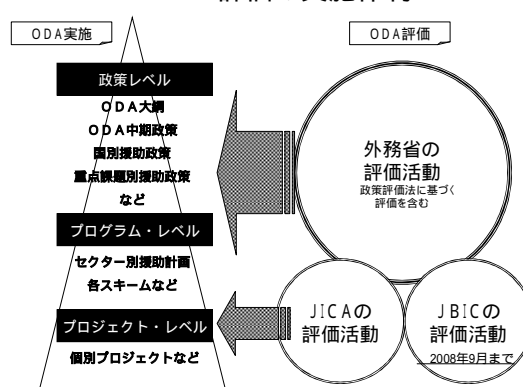 ODA実施
ODA評価
政策レベル
ODA大綱
ODA中期政策
国別援助政策
重点課題別援助政策
など
プログラム・レベル
セクター別援助計画
各スキームなど
プロジェクト・レベル
個別プロジェクトなど
外務省の
評価活動
政策評価法に基づく
評価を含む
JICAの
評価活動
JBICの
評価活動
2008年9月まで